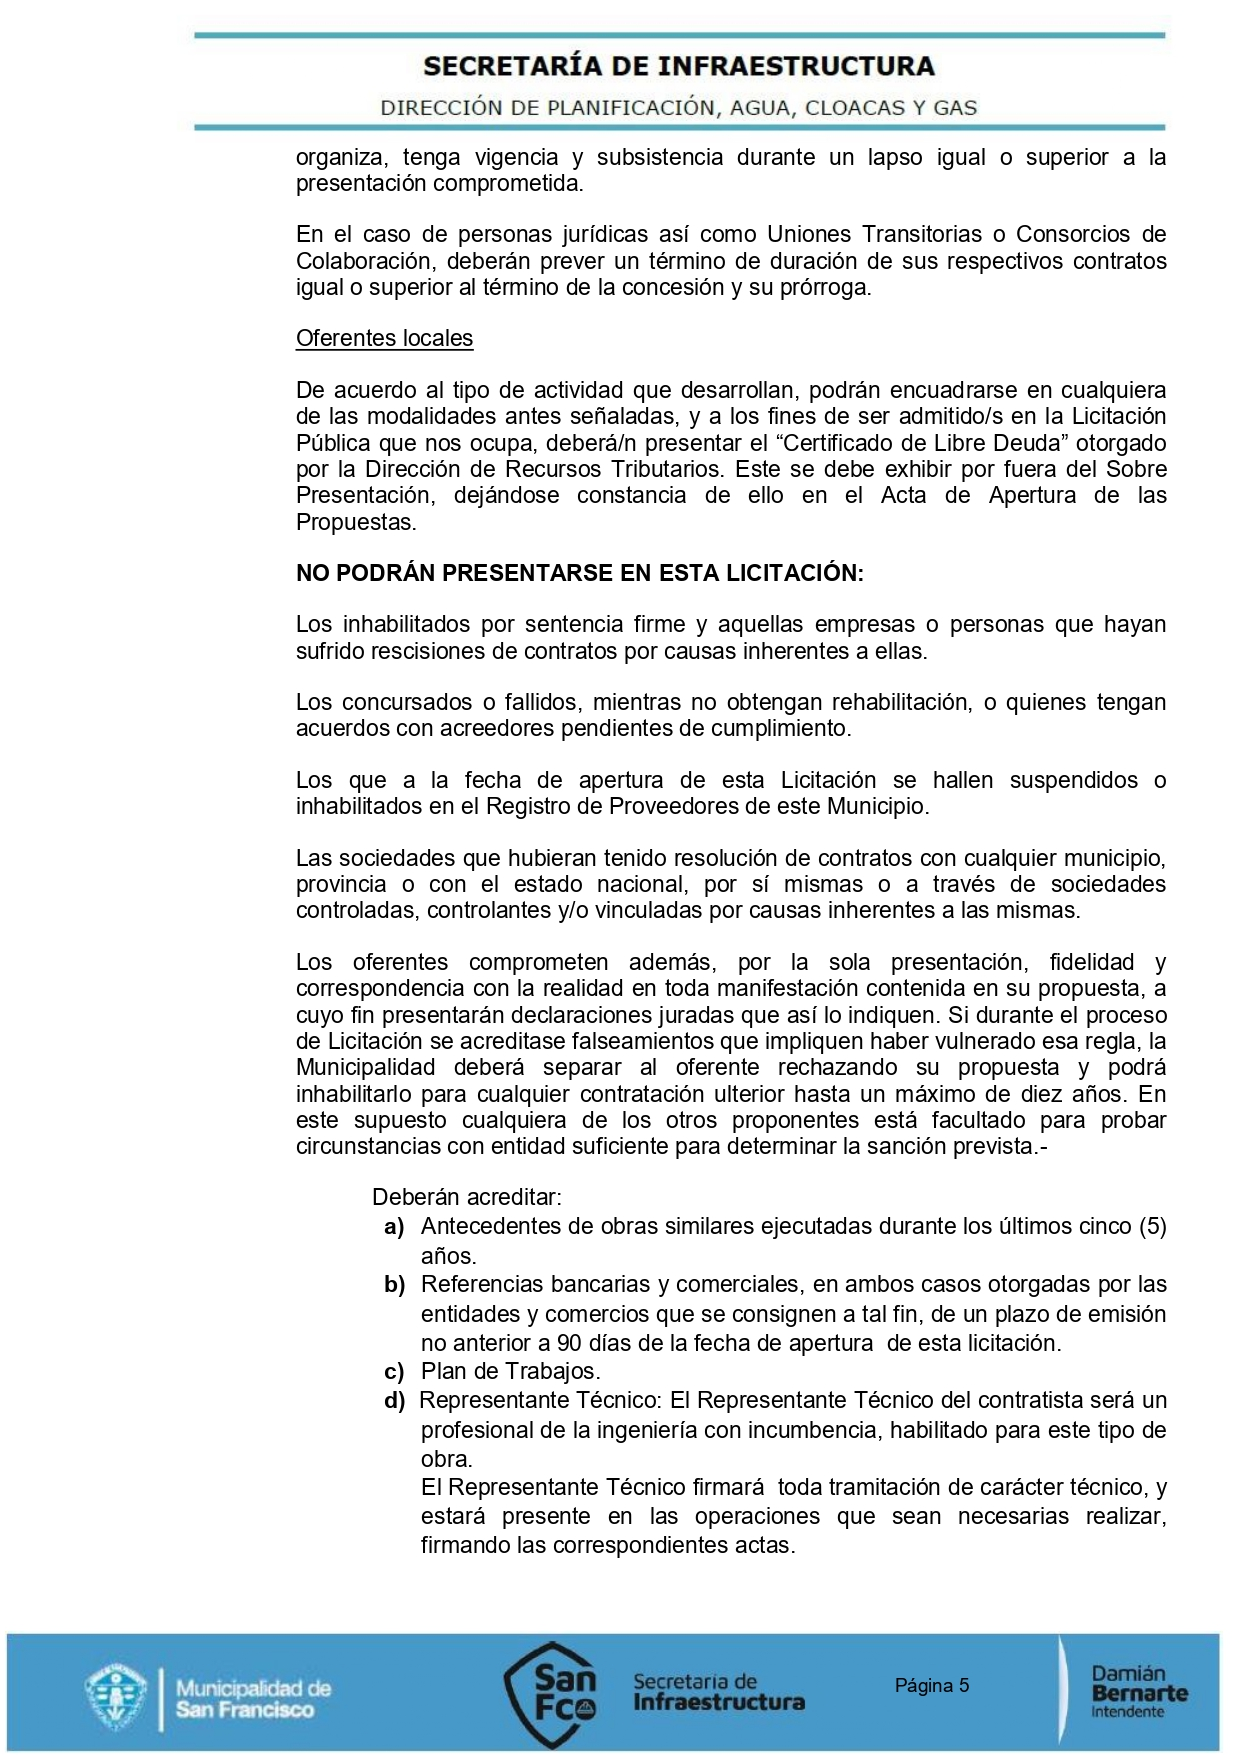 SECRETARÍA DE INFRAESTRUCTURA
DIRECCIÓN DE PLANIFICACIÓN, AGUA, CLOACAS Y GAS
organiza, tenga vigencia y subsistencia durante un lapso igual o superior a la
presentación comprometida.
En el caso de personas jurídicas así como Uniones Transitorias o Consorcios de
Colaboración, deberán prever un término de duración de sus respectivos contratos
igual o superior al término de la concesión y su prórroga.
Oferentes locales
De acuerdo al tipo de actividad que desarrollan, podrán encuadrarse en cualquiera
de las modalidades antes señaladas, y a los fines de ser admitido/s en la Licitación
Pública que nos ocupa, deberá/n presentar el “Certificado de Libre Deuda” otorgado
por la Dirección de Recursos Tributarios. Este se debe exhibir por fuera del Sobre
Presentación, dejándose constancia de ello en el Acta de Apertura de las
Propuestas.
NO PODRÁN PRESENTARSE EN ESTA LICITACIÓN:
Los inhabilitados por sentencia firme y aquellas empresas o personas que hayan
sufrido rescisiones de contratos por causas inherentes a ellas.
Los concursados o fallidos, mientras no obtengan rehabilitación, o quienes tengan
acuerdos con acreedores pendientes de cumplimiento.
Los que a la fecha de apertura de esta Licitación se hallen suspendidos o
inhabilitados en el Registro de Proveedores de este Municipio.
Las sociedades que hubieran tenido resolución de contratos con cualquier municipio,
provincia o con el estado nacional, por sí mismas o a través de sociedades
controladas, controlantes y/o vinculadas por causas inherentes a las mismas.
Los oferentes comprometen además, por la sola presentación, fidelidad y
correspondencia con la realidad en toda manifestación contenida en su propuesta, a
cuyo fin presentarán declaraciones juradas que así lo indiquen. Si durante el proceso
de Licitación se acreditase falseamientos que impliquen haber vulnerado esa regla, la
Municipalidad deberá separar al oferente rechazando su propuesta y podrá
inhabilitarlo para cualquier contratación ulterior hasta un máximo de diez años. En
este supuesto cualquiera de los otros proponentes está facultado para probar
circunstancias con entidad suficiente para determinar la sanción prevista.-
Deberán acreditar:
a) Antecedentes de obras similares ejecutadas durante los últimos cinco (5)
años.
b) Referencias bancarias y comerciales, en ambos casos otorgadas por las
entidades y comercios que se consignen a tal fin, de un plazo de emisión
no anterior a 90 días de la fecha de apertura de esta licitación.
c) Plan de Trabajos.
d) Representante Técnico: El Representante Técnico del contratista será un
profesional de la ingeniería con incumbencia, habilitado para este tipo de
obra.
El Representante Técnico firmará toda tramitación de carácter técnico, y
estará presente en las operaciones que sean necesarias realizar,
firmando las correspondientes actas.
Municipalidad de
San Francisco
San
Fco
Secretaría de
Infraestructura
Página 5
Damián
Bernarte
Intendente